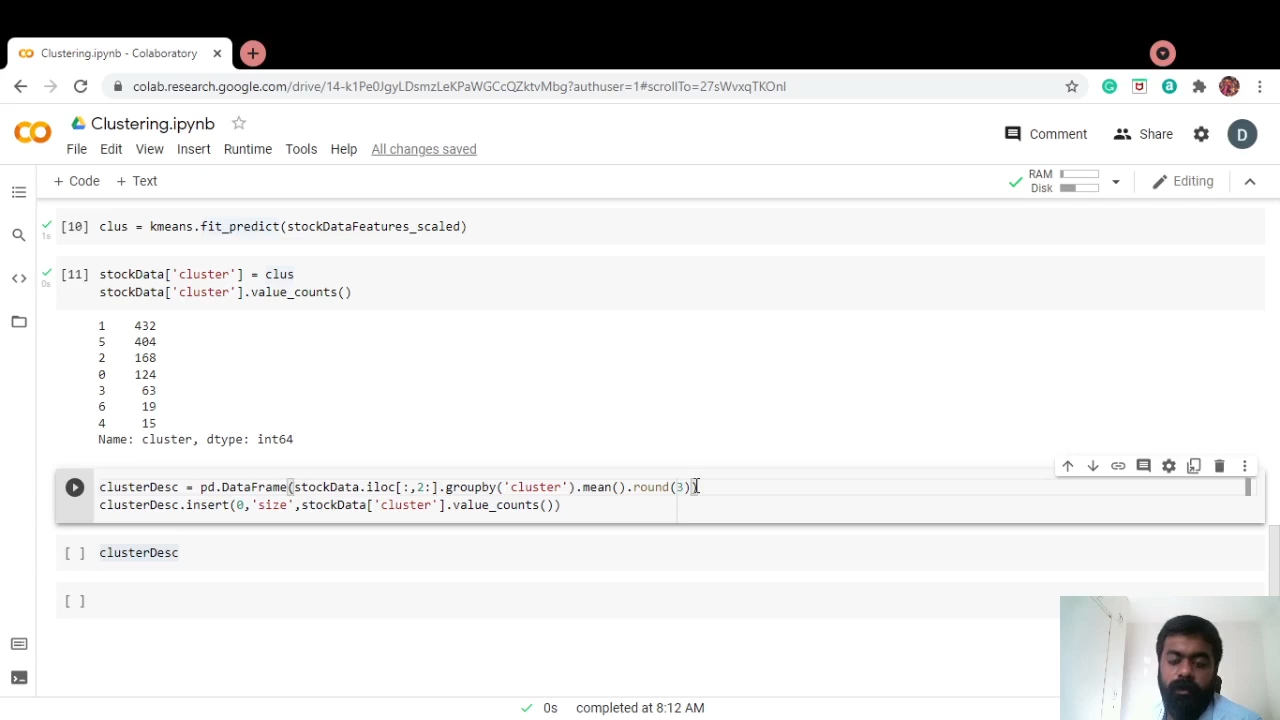 Clustering.ipynb - Colaboratory
colab.research.google.com/drive/14-k1Pe0JgyLDsmzLsKPbWGCcQZktvMbg?authuser=1#scrollTo=27sWvxqTKOnI
Clustering.ipynb
Comment
Share
D
File Edit View Insert Runtime Tools Help All changes saved
+ Code + Text
RAM
Disk
Editing
[10] clus = kmeans.fit_predict(stockDataFeatures_scaled)
1s
[11] stockData['cluster'] = clus
0s
stockData['cluster'].value_counts()
1 432
5 404
2 168
0 124
3 63
6 19
4 15
Name: cluster, dtype: int64
clusterDesc = pd.DataFrame(stockData.iloc[:,2:].groupby('cluster').mean().round(3))
clusterDesc.insert(0,'size',stockData['cluster'].value_counts())
[ ] clusterDesc
[ ]
0s completed at 8:12 AM